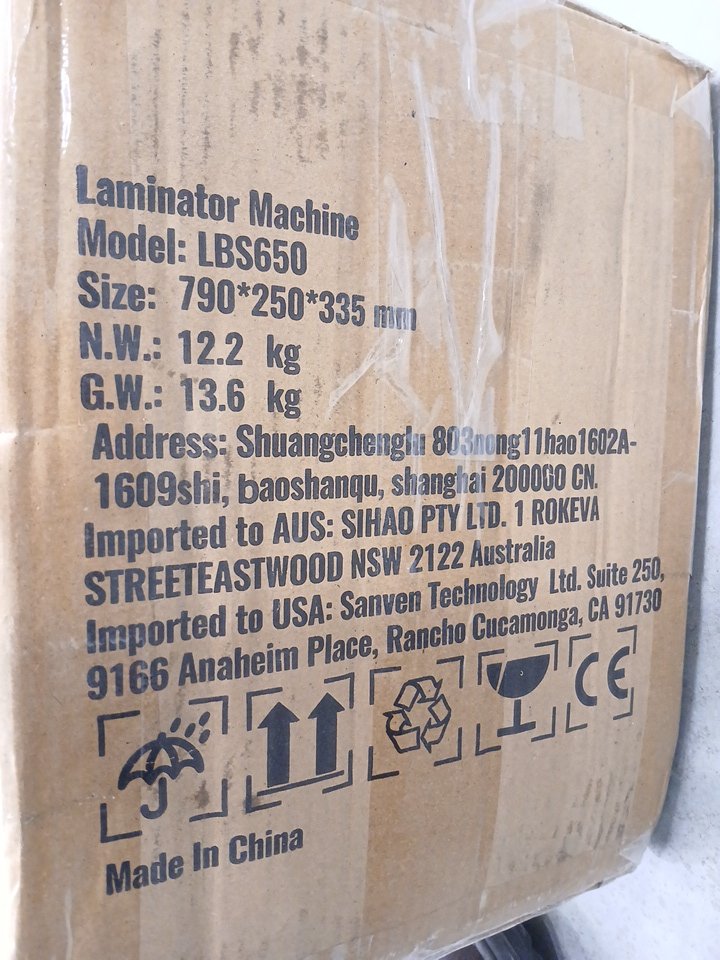 Laminator Machine
Model: LBS650
Size: 790*250*335 mm
N.W.: 12.2 kg
G.W.: 13.6 kg
Address: Shuangchenglu 803nong11hao1602A-
1609shi, baoshanqu, shanghai 200000 CN.
Imported to AUS: SIHAO PTY LTD. 1 ROKEVA
STREETEASTWOOD NSW 2122 Australia
Imported to USA: Sanven Technology Ltd. Suite 250,
9166 Anaheim Place, Rancho Cucamonga, CA 91730
CE
Made In China